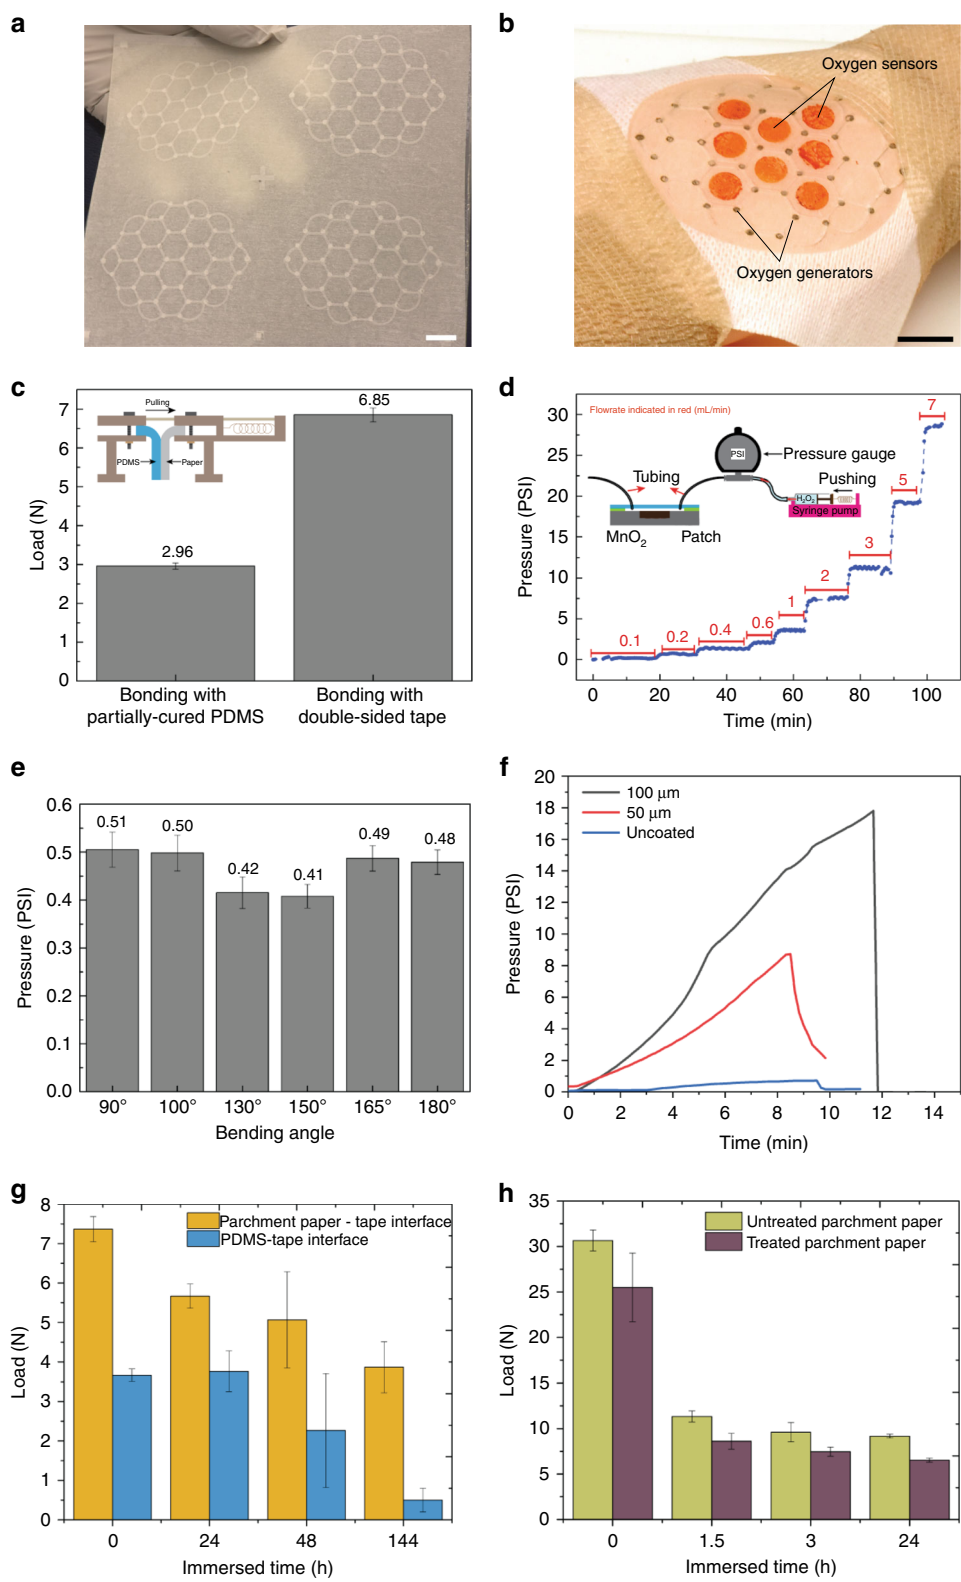 a
b
Oxygen sensors
Oxygen generators
c
6.85
2.96
Pulling
PDMS
Paper
Load (N)
7
6
5
4
3
2
1
0
Bonding with
partially-cured PDMS
Bonding with
double-sided tape
d
Flowrate indicated in red (mL/min)
PSI
Pressure gauge
Tubing
Pushing
H2O2
Syringe pump
MnO2
Patch
0.1
0.2
0.4
0.6
1
2
3
5
7
Pressure (PSI)
30
25
20
15
10
5
0
0 20 40 60 80 100
Time (min)
e
0.51 0.50 0.42 0.41 0.49 0.48
Pressure (PSI)
0.6
0.5
0.4
0.3
0.2
0.1
0.0
90° 100° 130° 150° 165° 180°
Bending angle
f
100 μm
50 μm
Uncoated
Pressure (PSI)
20
18
16
14
12
10
8
6
4
2
0
0 2 4 6 8 10 12 14
Time (min)
g
Parchment paper - tape interface
PDMS-tape interface
Load (N)
8
7
6
5
4
3
2
1
0
0 24 48 144
Immersed time (h)
h
Untreated parchment paper
Treated parchment paper
Load (N)
35
30
25
20
15
10
5
0
0 1.5 3 24
Immersed time (h)